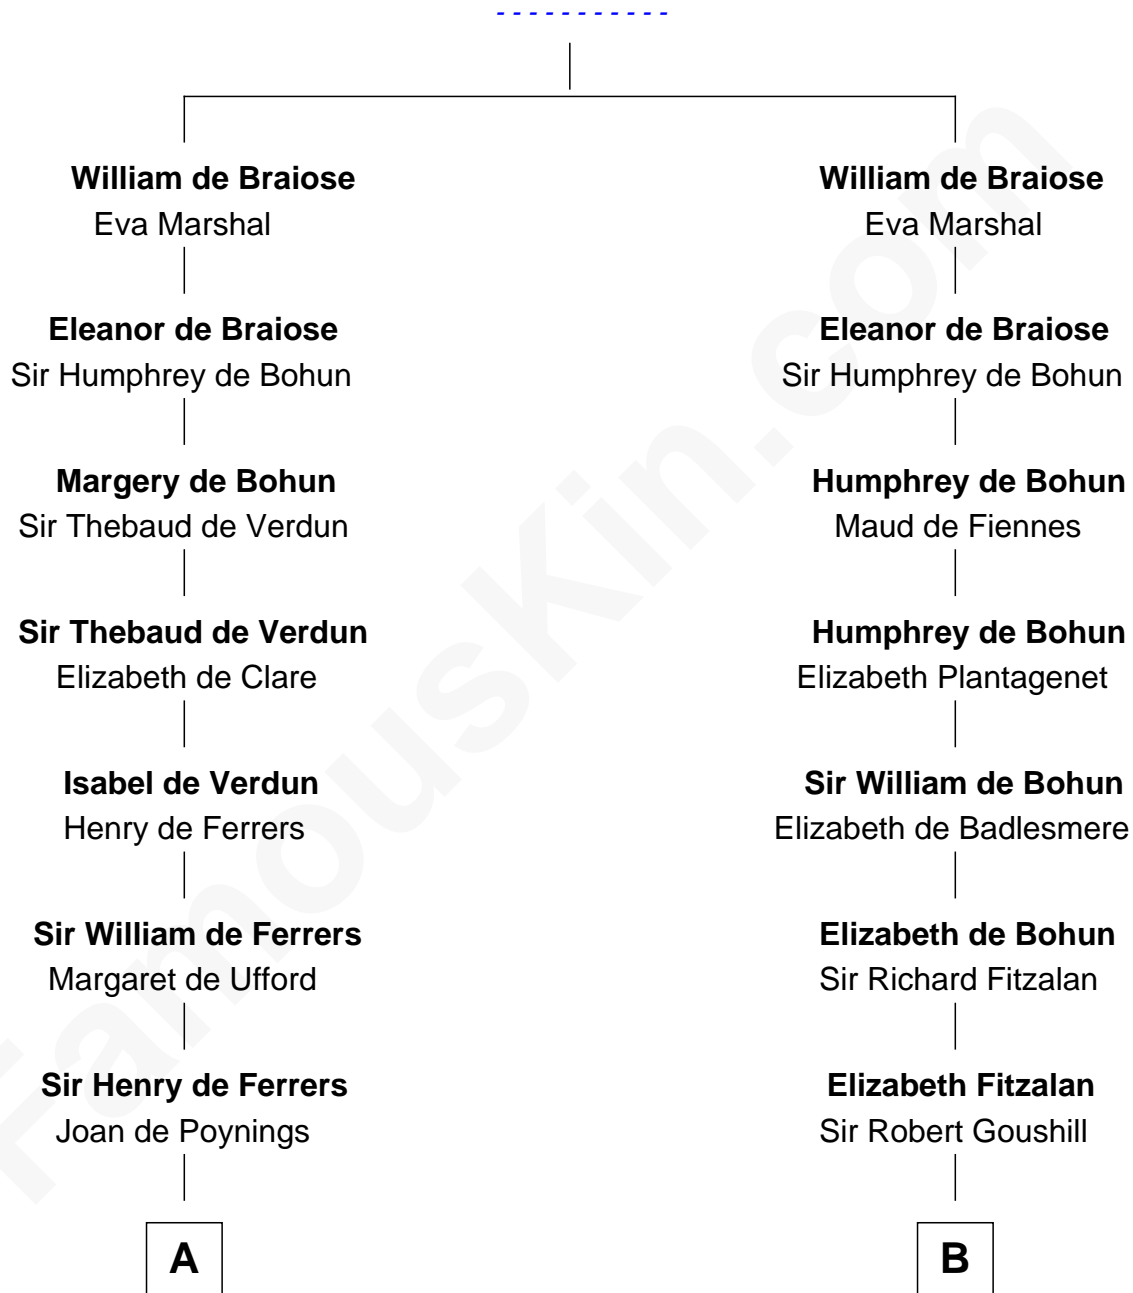 - - - - - - - - - - -
William de Braiose
Eva Marshal
Eleanor de Braiose
Sir Humphrey de Bohun
Margery de Bohun
Sir Thebaud de Verdun
Sir Thebaud de Verdun
Elizabeth de Clare
Isabel de Verdun
Henry de Ferrers
Sir William de Ferrers
Margaret de Ufford
Sir Henry de Ferrers
Joan de Poynings
A
William de Braiose
Eva Marshal
Eleanor de Braiose
Sir Humphrey de Bohun
Humphrey de Bohun
Maud de Fiennes
Humphrey de Bohun
Elizabeth Plantagenet
Sir William de Bohun
Elizabeth de Badlesmere
Elizabeth de Bohun
Sir Richard Fitzalan
Elizabeth Fitzalan
Sir Robert Goushill
B
FamousKin.com